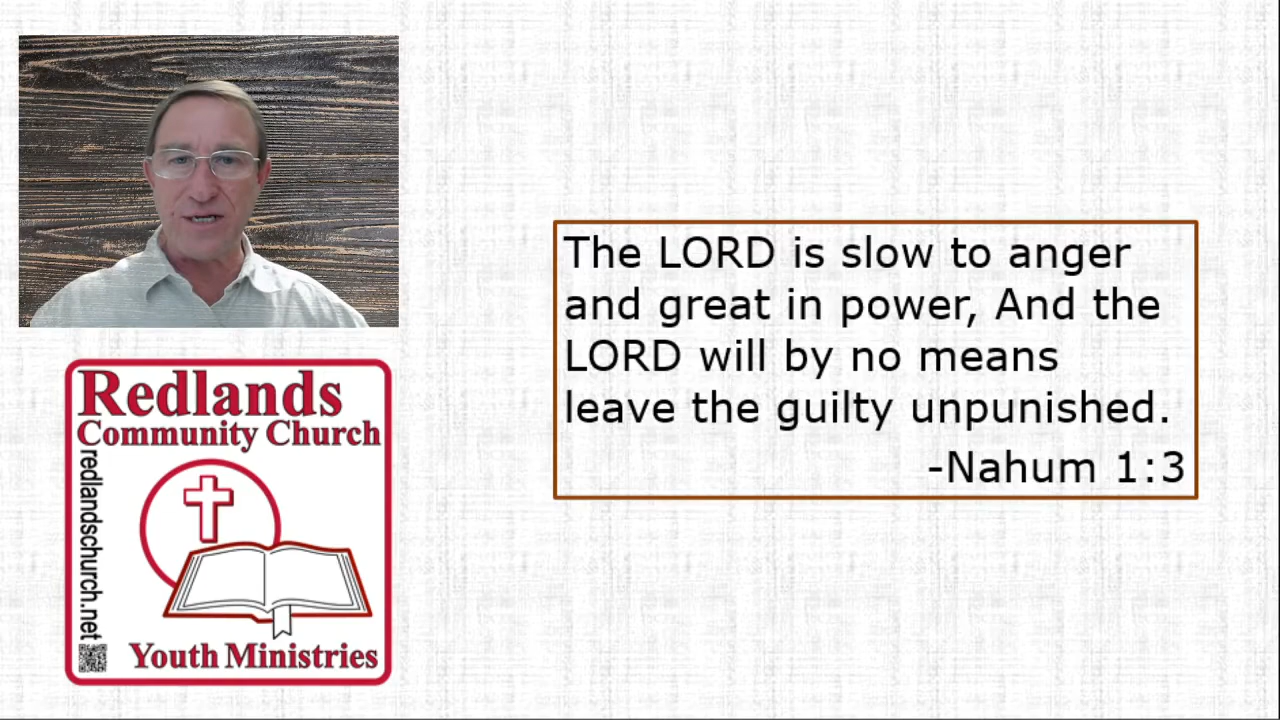 Redlands
Community Church
redlandschurch.net
Youth Ministries
The LORD is slow to anger
and great in power, And the
LORD will by no means
leave the guilty unpunished.
-Nahum 1:3